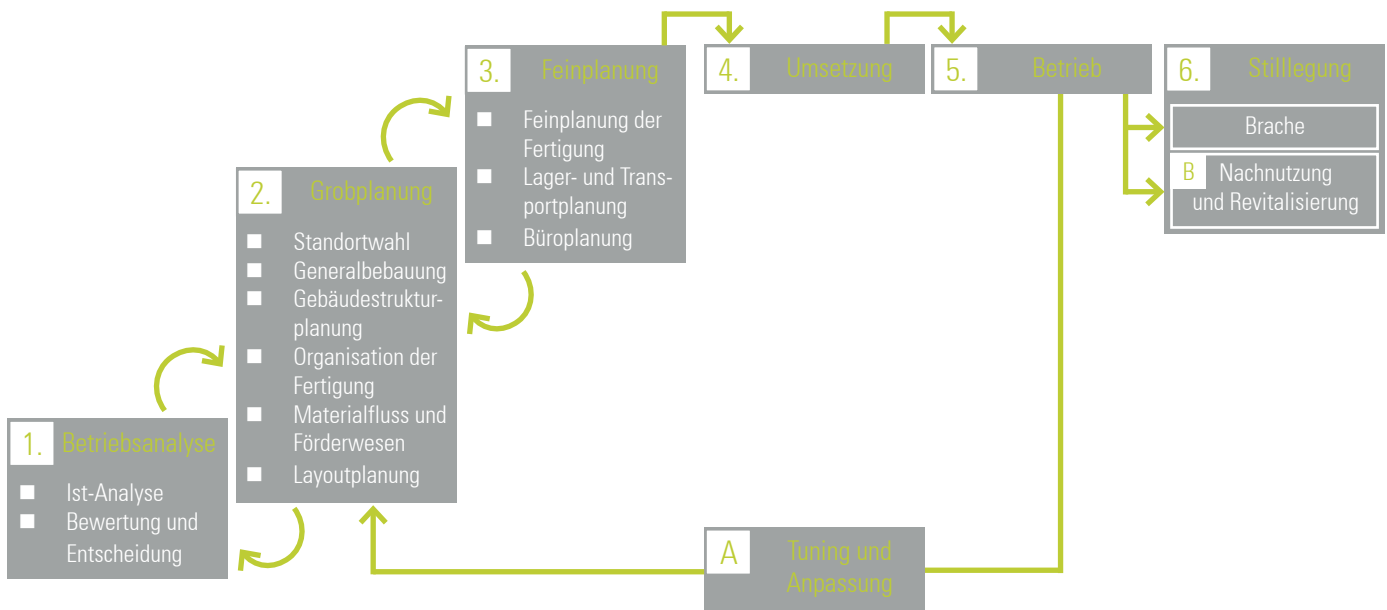 1. Betriebsanalyse
Ist-Analyse
Bewertung und
Entscheidung
2. Grobplanung
Standortwahl
Generalbebauung
Gebäudestruktur-
planung
Organisation der
Fertigung
Materialfluss und
Förderwesen
Layoutplanung
3. Feinplanung
Feinplanung der
Fertigung
Lager- und Trans-
portplanung
Büroplanung
4. Umsetzung
5. Betrieb
6. Stilllegung
Brache
B Nachnutzung
und Revitalisierung
A Tuning und
Anpassung